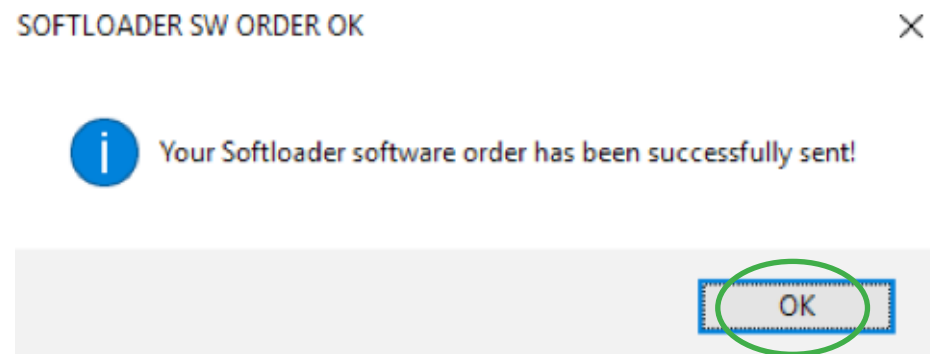 SOFTLOADER SW ORDER OK
Your Softloader software order has been successfully sent!
OK